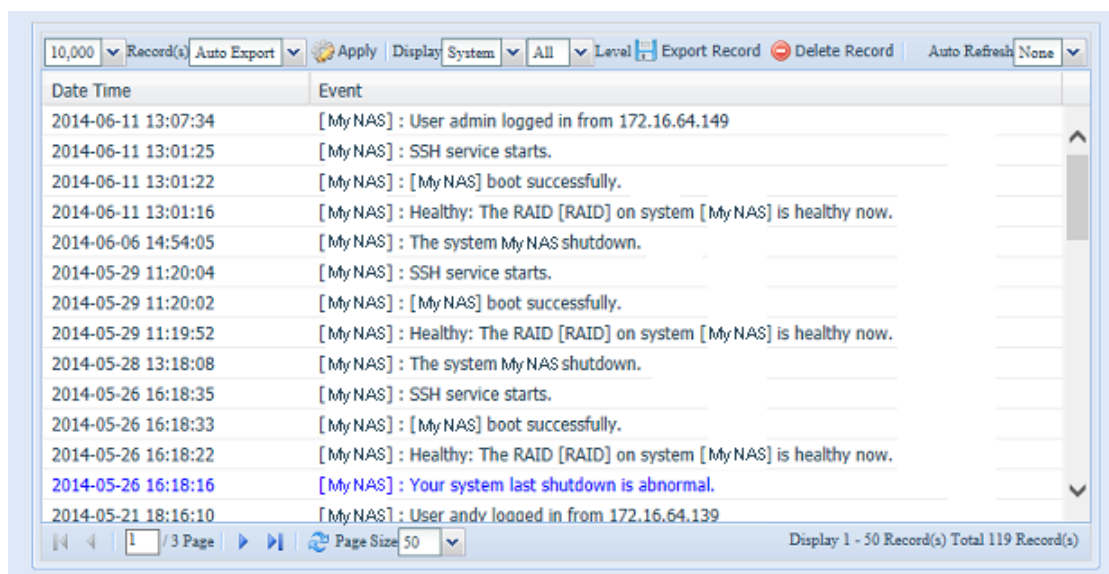 10,000 Record(s) Auto Export Apply Display System All Level Export Record Delete Record Auto Refresh None
Date Time Event
2014-06-11 13:07:34 [MyNAS] : User admin logged in from 172.16.64.149
2014-06-11 13:01:25 [MyNAS] : SSH service starts.
2014-06-11 13:01:22 [MyNAS] : [MyNAS] boot successfully.
2014-06-11 13:01:16 [MyNAS] : Healthy: The RAID [RAID] on system [MyNAS] is healthy now.
2014-06-06 14:54:05 [MyNAS] : The system MyNAS shutdown.
2014-05-29 11:20:04 [MyNAS] : SSH service starts.
2014-05-29 11:20:02 [MyNAS] : [MyNAS] boot successfully.
2014-05-29 11:19:52 [MyNAS] : Healthy: The RAID [RAID] on system [MyNAS] is healthy now.
2014-05-28 13:18:08 [MyNAS] : The system MyNAS shutdown.
2014-05-26 16:18:35 [MyNAS] : SSH service starts.
2014-05-26 16:18:33 [MyNAS] : [MyNAS] boot successfully.
2014-05-26 16:18:22 [MyNAS] : Healthy: The RAID [RAID] on system [MyNAS] is healthy now.
2014-05-26 16:18:16 [MyNAS] : Your system last shutdown is abnormal.
2014-05-21 18:16:10 [MyNAS] : User andy logged in from 172.16.64.139
1 / 3 Page Page Size 50 Display 1 - 50 Record(s) Total 119 Record(s)